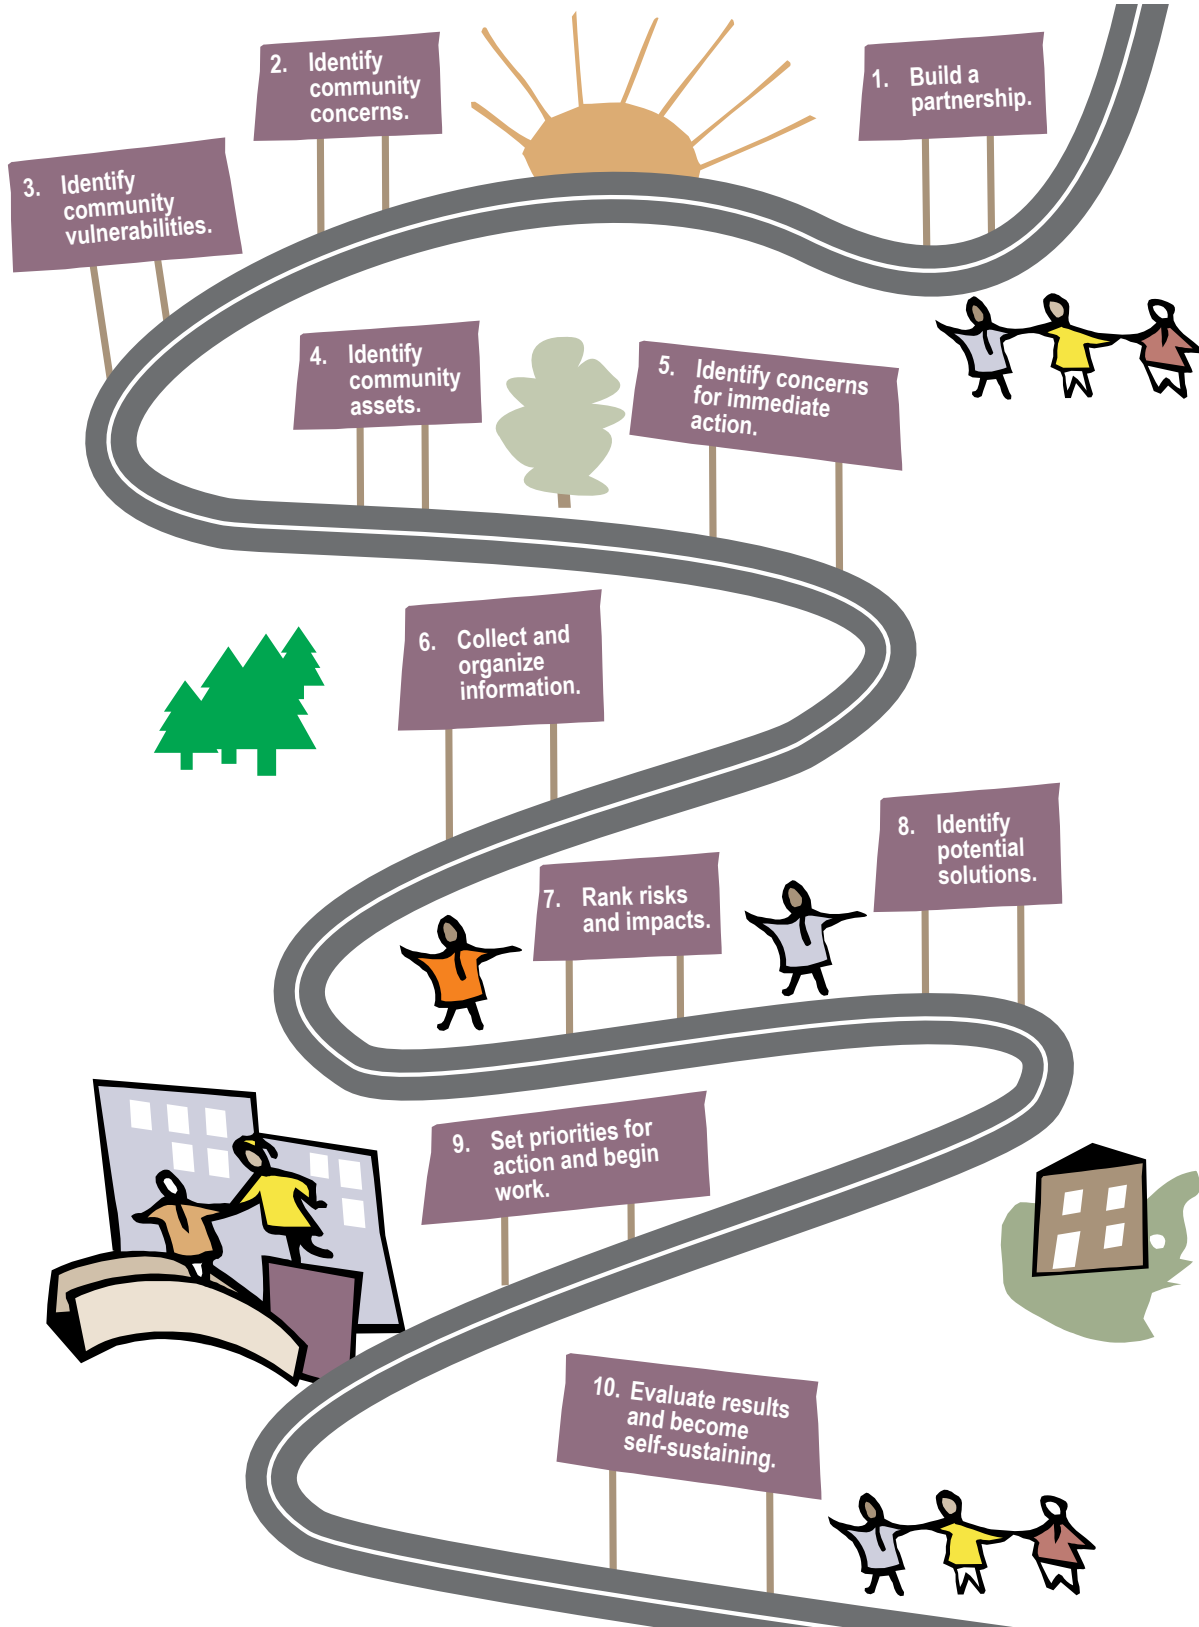 1. Build a
partnership.
2. Identify
community
concerns.
3. Identify
community
vulnerabilities.
4. Identify
community
assets.
5. Identify concerns
for immediate
action.
6. Collect and
organize
information.
7. Rank risks
and impacts.
8. Identify
potential
solutions.
9. Set priorities for
action and begin
work.
10. Evaluate results
and become
self-sustaining.